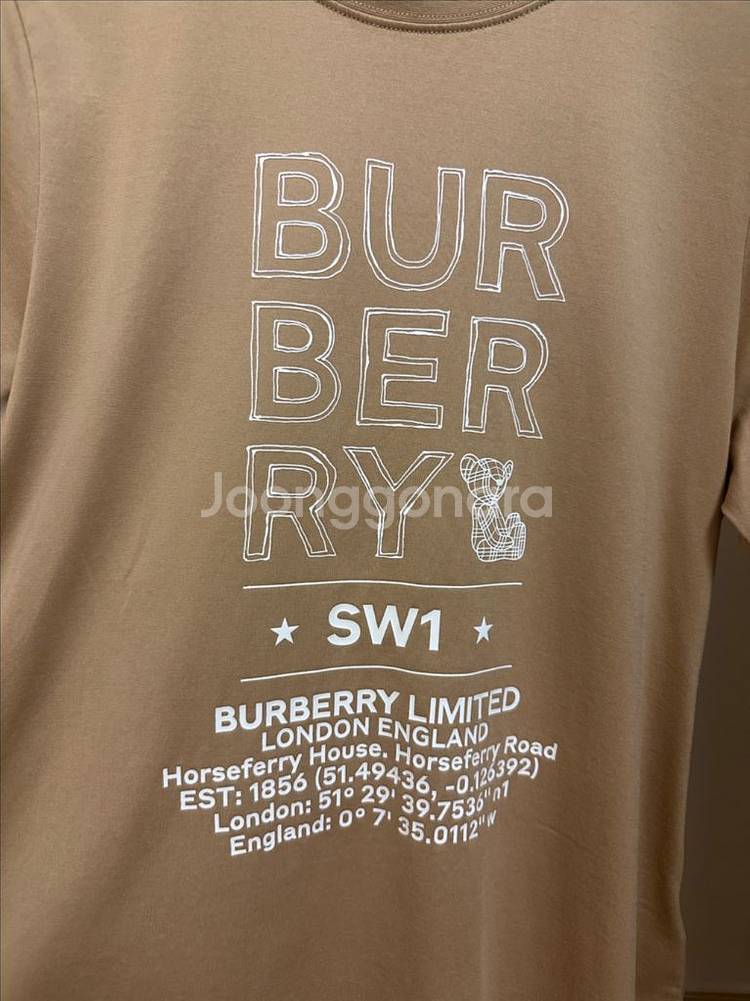 BUR
BER
RY
Joonggonara
★ SW1 ★
BURBERRY LIMITED
LONDON ENGLAND
Horseferry House. Horseferry Road
EST: 1856 (51.49436, -0.126392)
London: 51° 29' 39.7536" n1
England: 0° 7' 35.0112" w